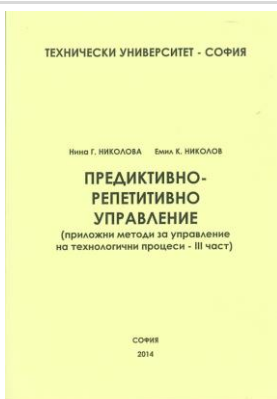 ТЕХНИЧЕСКИ УНИВЕРСИТЕТ - СОФИЯ
Нина Г. НИКОЛОВА Емил К. НИКОЛОВ
ПРЕДИКТИВНО-
РЕПЕТИТИВНО
УПРАВЛЕНИЕ
(приложни методи за управление
на технологични процеси - III част)
СОФИЯ
2014